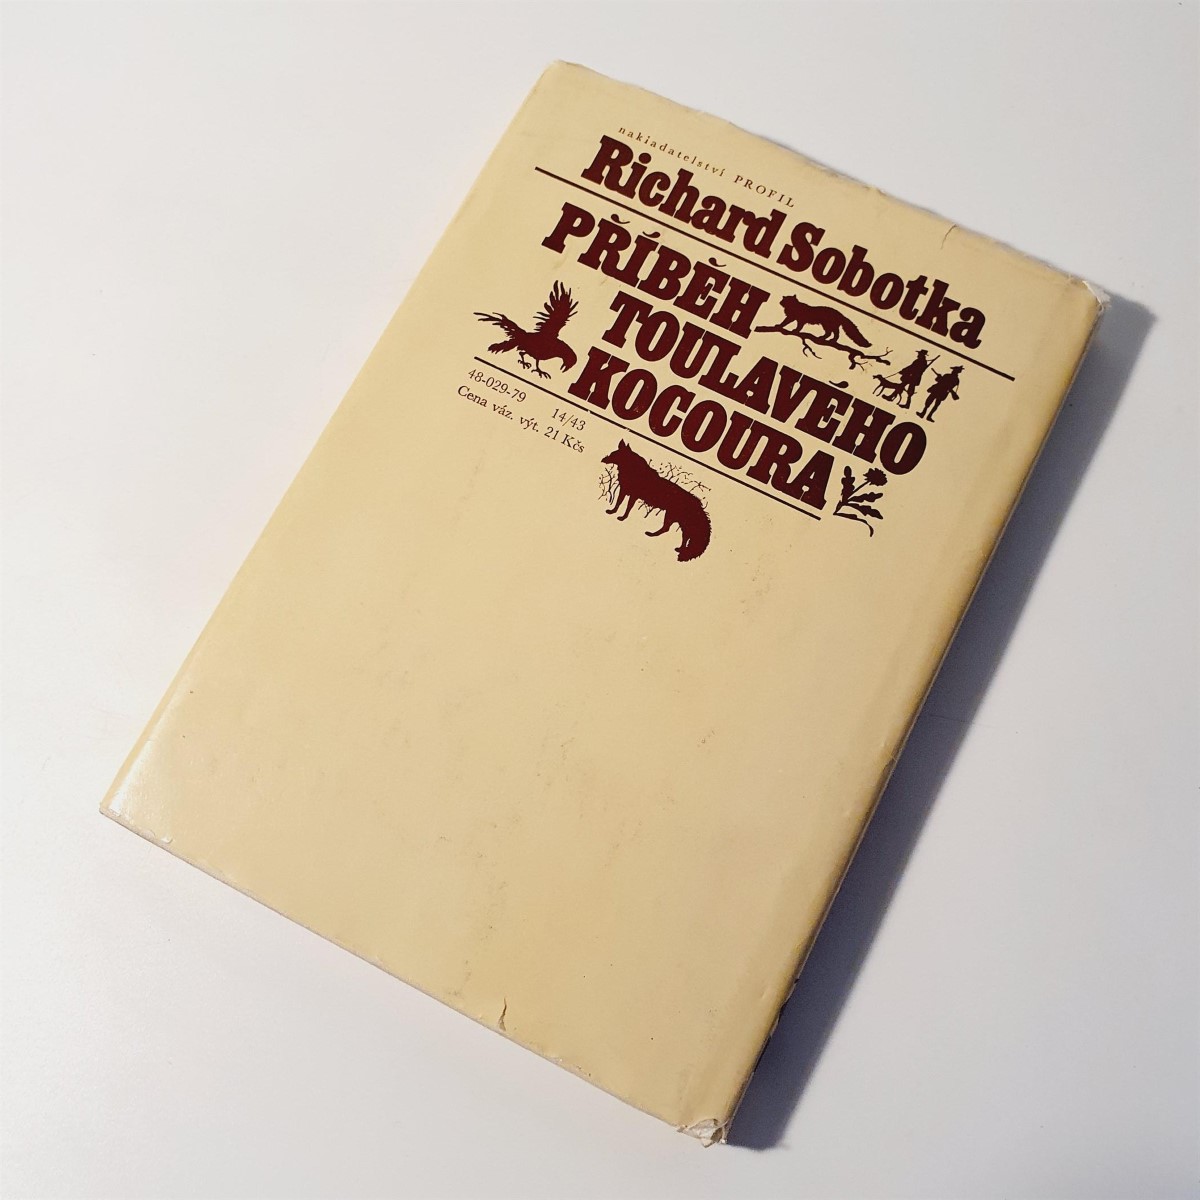 nakladatelství PROFIL
Richard Sobotka
PŘÍBĚH
TOULAVÉHO
KOCOURA
48-029-79 14/43
Cena váz. výt. 21 Kčs